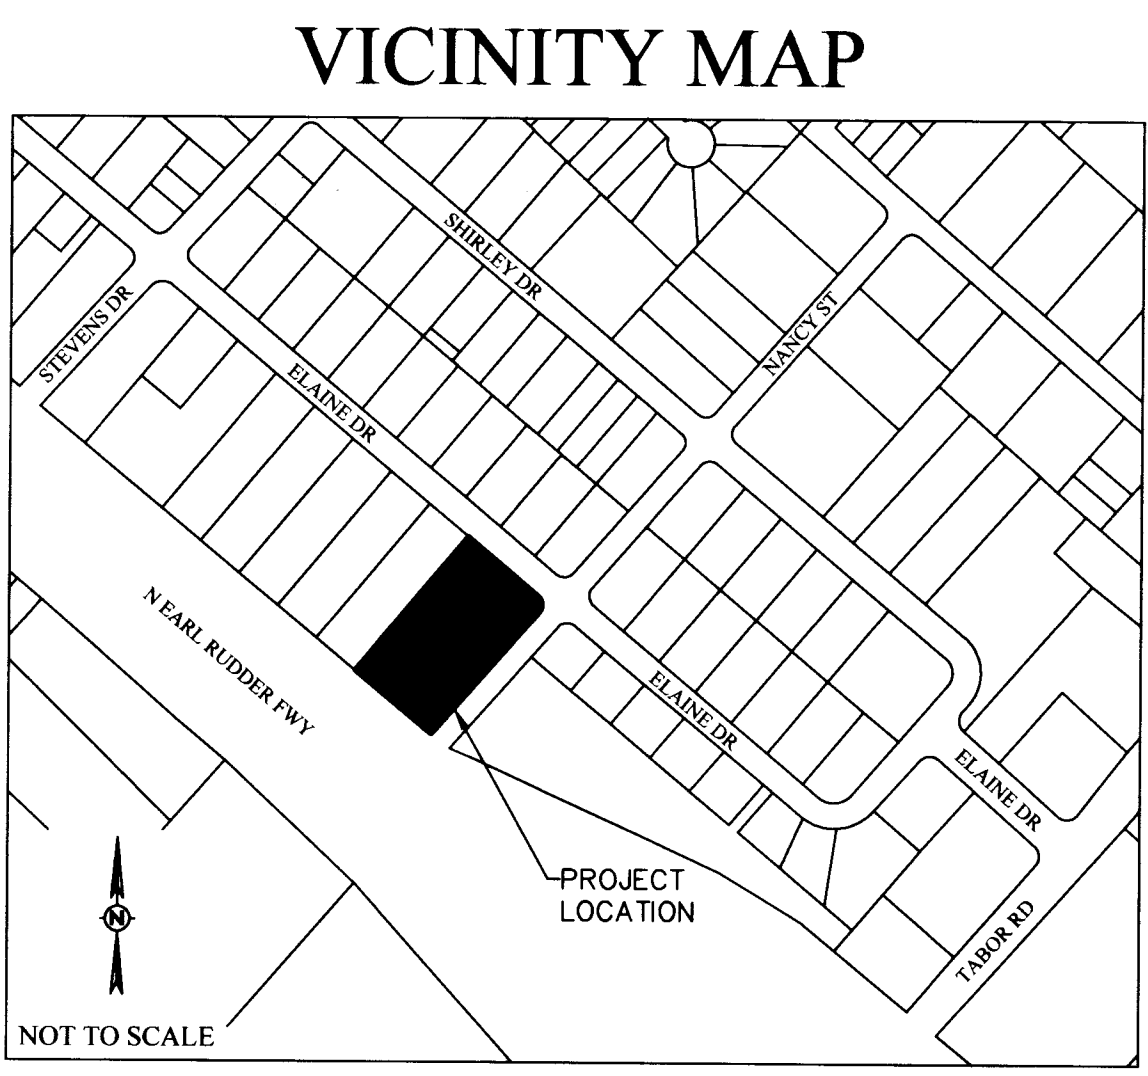 VICINITY MAP
SHIRLEY DR
STEVENS DR
NANCY ST
ELAINE DR
N EARL RUDDER FWY
ELAINE DR
ELAINE DR
PROJECT
LOCATION
N
TABOR RD
NOT TO SCALE